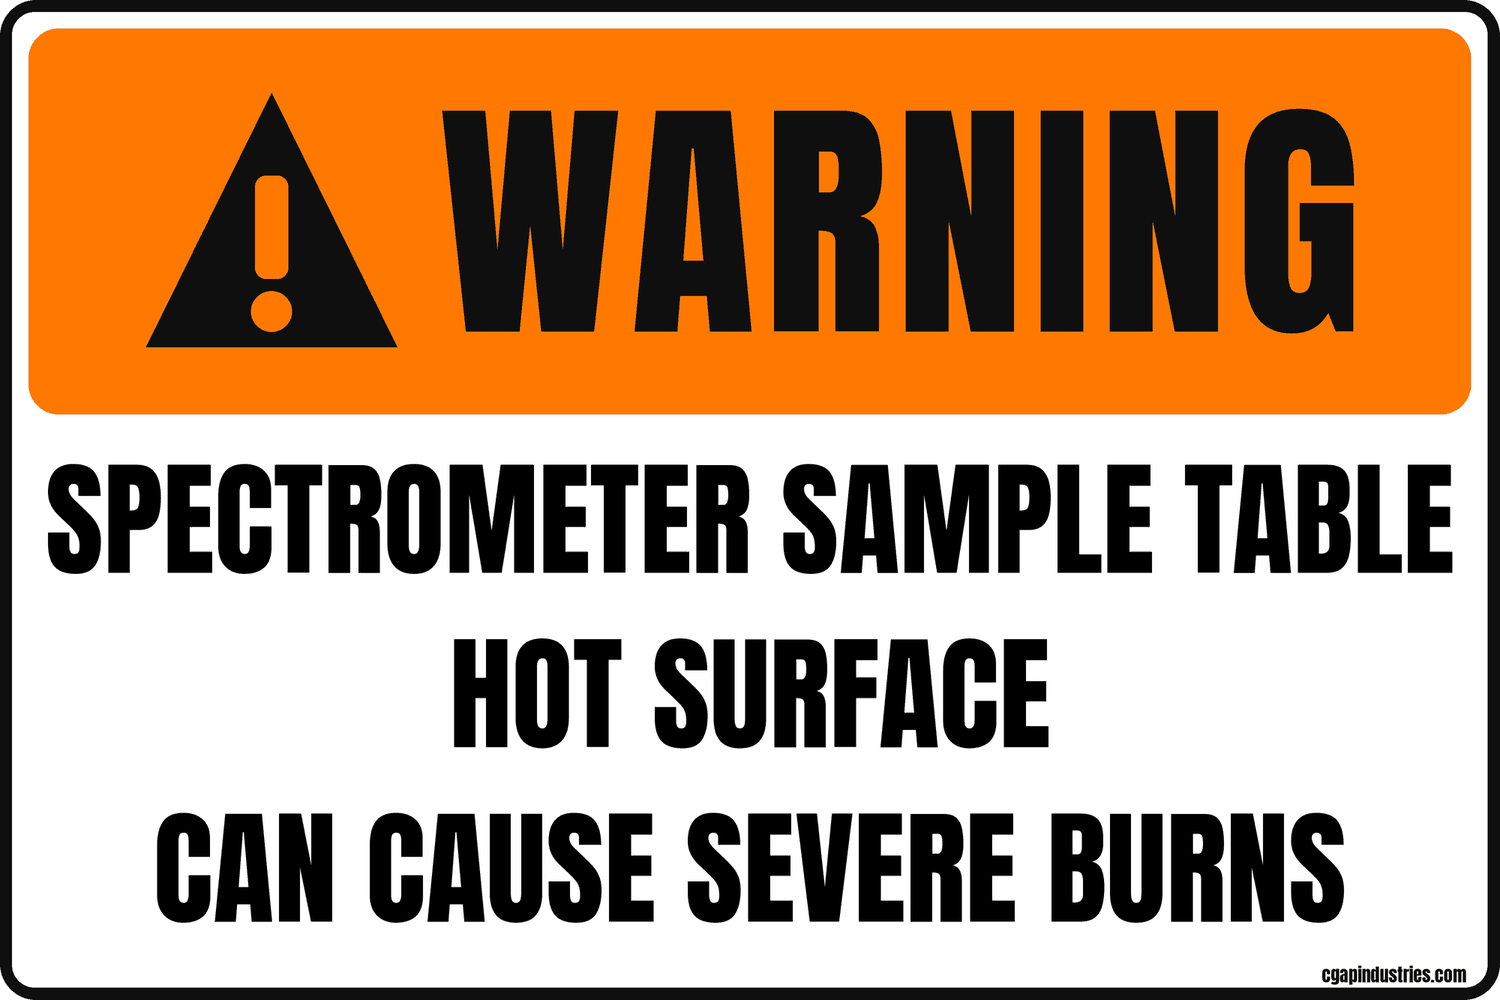 WARNING
SPECTROMETER SAMPLE TABLE
HOT SURFACE
CAN CAUSE SEVERE BURNS
cgapindustries.com